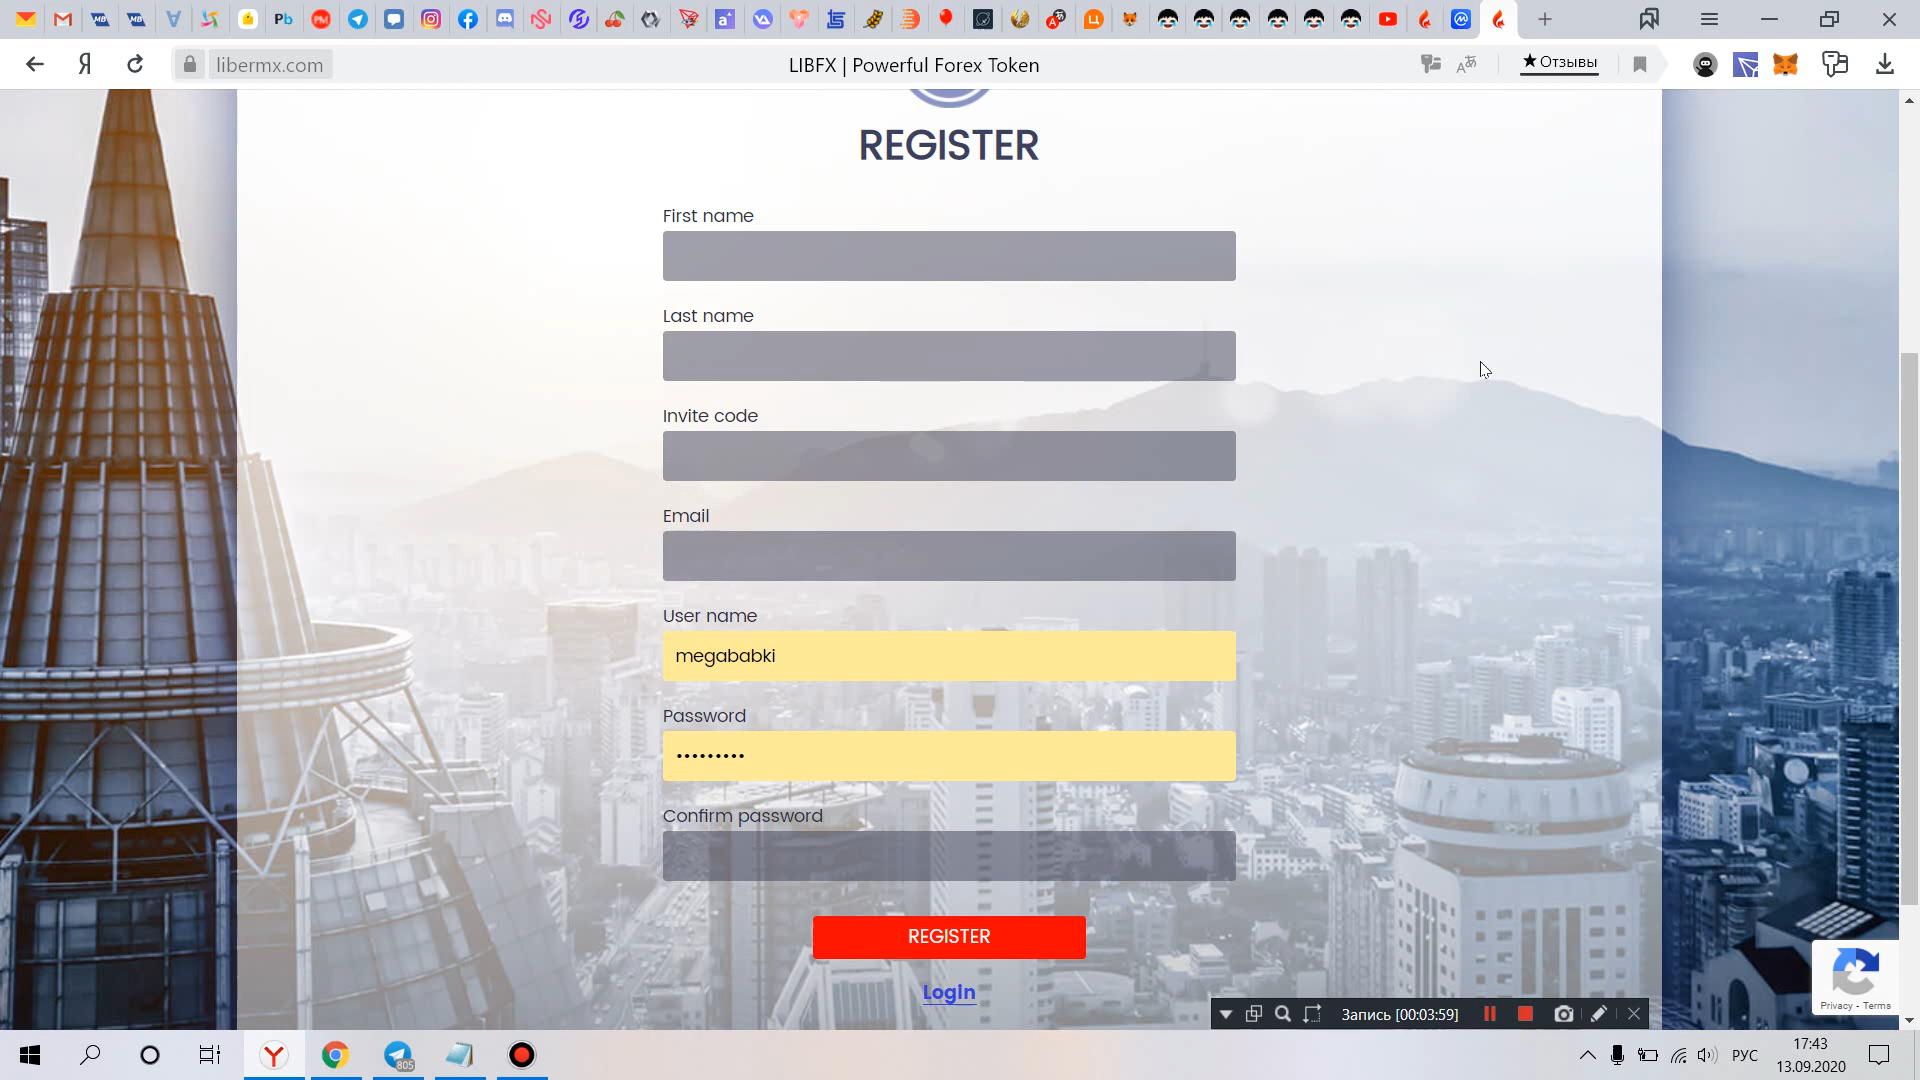 libermx.com
LIBFX | Powerful Forex Token
★ Отзывы
REGISTER
First name
Last name
Invite code
Email
User name
megababki
Password
•••••••••
Confirm password
REGISTER
Login
Privacy - Terms
Запись [00:03:59]
805
РУС
17:43
13.09.2020